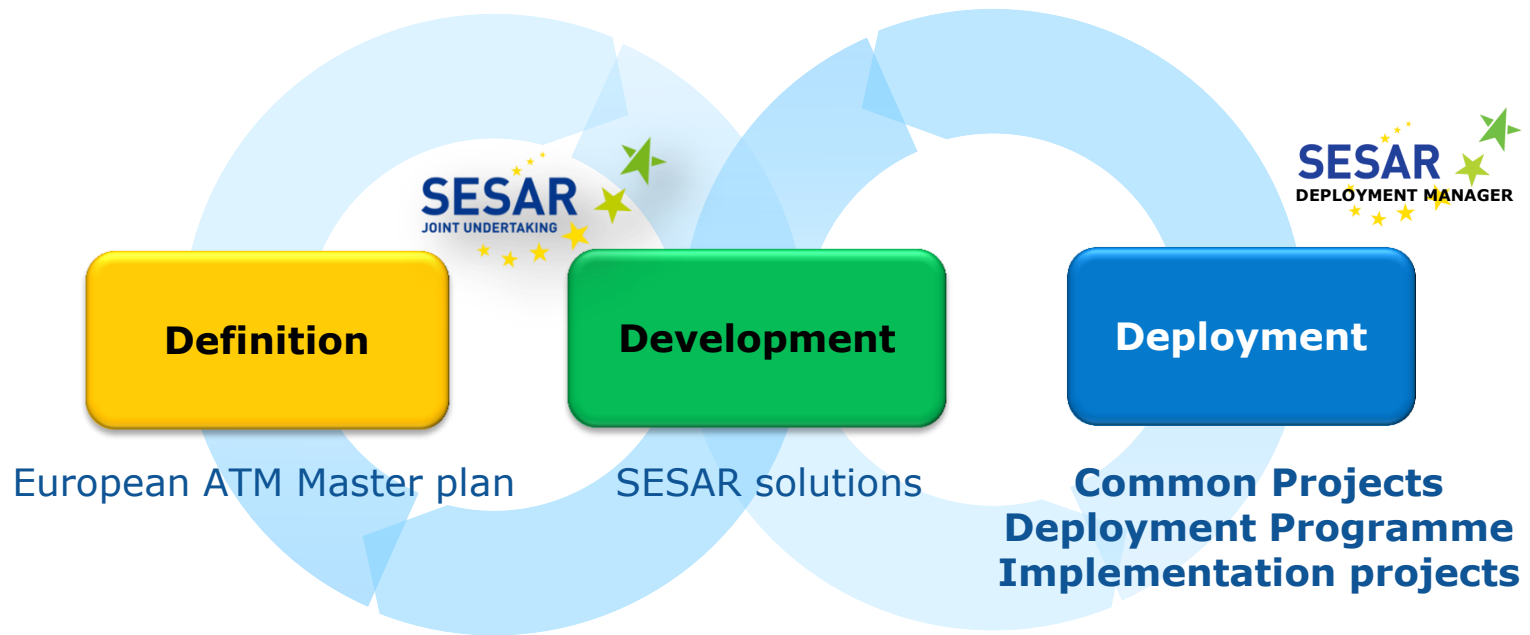 SESAR
JOINT UNDERTAKING
SESAR
DEPLOYMENT MANAGER
Definition
Development
Deployment
European ATM Master plan
SESAR solutions
Common Projects
Deployment Programme
Implementation projects